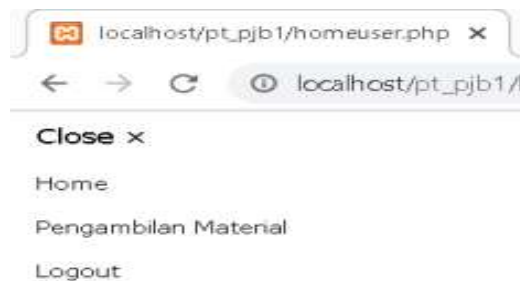 localhost/pt_pjb1/homeuser.php ×
localhost/pt_pjb1/
Close ×
Home
Pengambilan Material
Logout